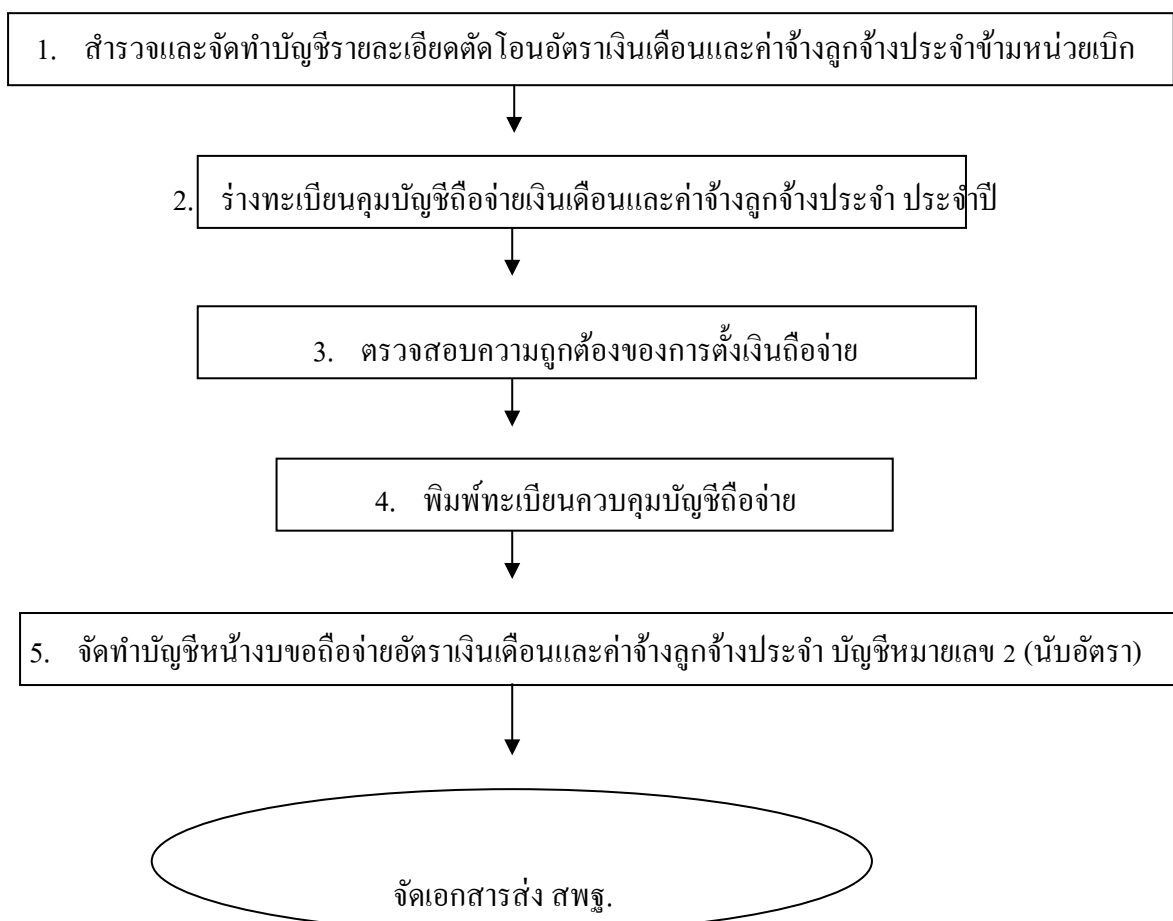 1. สำรวจและจัดทำบัญชีรายละเอียดตัดโอนอัตราเงินเดือนและค่าจ้างลูกจ้างประจำข้ามหน่วยเบิก
2. ร่างทะเบียนคุมบัญชีถือจ่ายเงินเดือนและค่าจ้างลูกจ้างประจำ ประจำปี
3. ตรวจสอบความถูกต้องของการตั้งเงินถือจ่าย
4. พิมพ์ทะเบียนควบคุมบัญชีถือจ่าย
5. จัดทำบัญชีหน้างบขอถือจ่ายอัตราเงินเดือนและค่าจ้างลูกจ้างประจำ บัญชีหมายเลข 2 (นับอัตรา)
จัดเอกสารส่ง สพฐ.